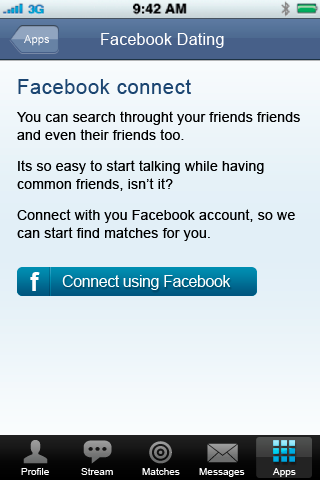 3G 9:42 AM
Apps Facebook Dating
Facebook connect
You can search throught your friends friends
and even their friends too.
Its so easy to start talking while having
common friends, isn't it?
Connect with you Facebook account, so we
can start find matches for you.
f Connect using Facebook
Profile Stream Matches Messages Apps